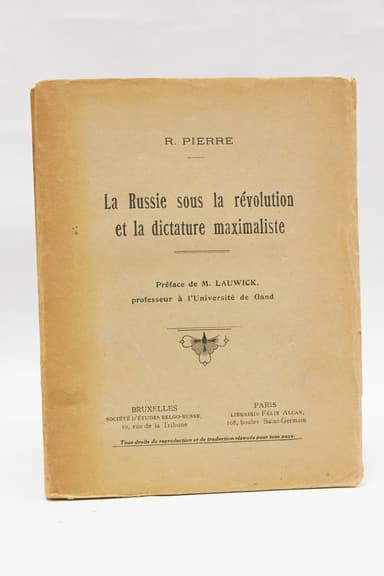 R. PIERRE
La Russie sous la révolution
et la dictature maximaliste
Préface de M. LAUWICK,
professeur à l'Université de Gand
BRUXELLES
SOCIÉTÉ D'ÉTUDES BELGO-RUSSE,
10, rue de la Tribune
PARIS
LIBRAIRIE FÉLIX ALCAN,
108, boulev. Saint-Germain
Tous droits de reproduction et de traduction réservés pour tous pays.